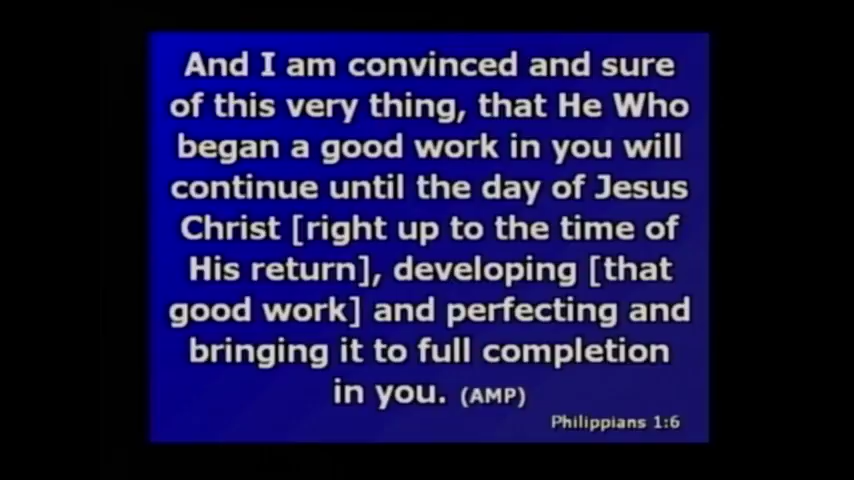 And I am convinced and sure
of this very thing, that He Who
began a good work in you will
continue until the day of Jesus
Christ [right up to the time of
His return], developing [that
good work] and perfecting and
bringing it to full completion
in you. (AMP)
Philippians 1:6